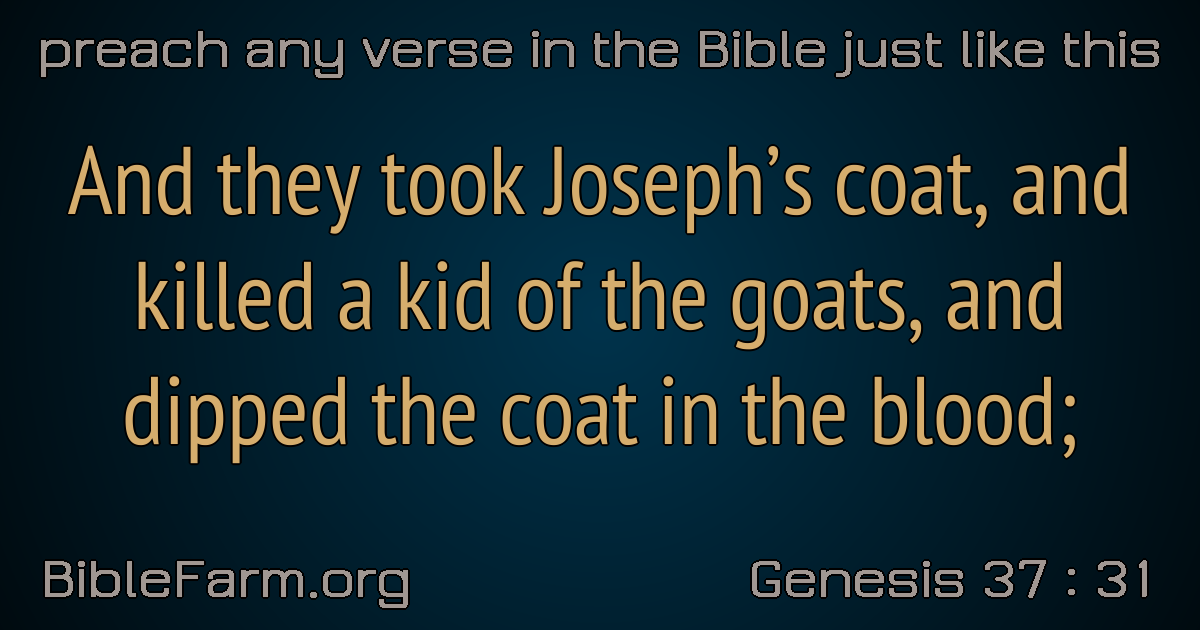 preach any verse in the Bible just like this
And they took Joseph’s coat, and
killed a kid of the goats, and
dipped the coat in the blood;
BibleFarm.org
Genesis 37 : 31